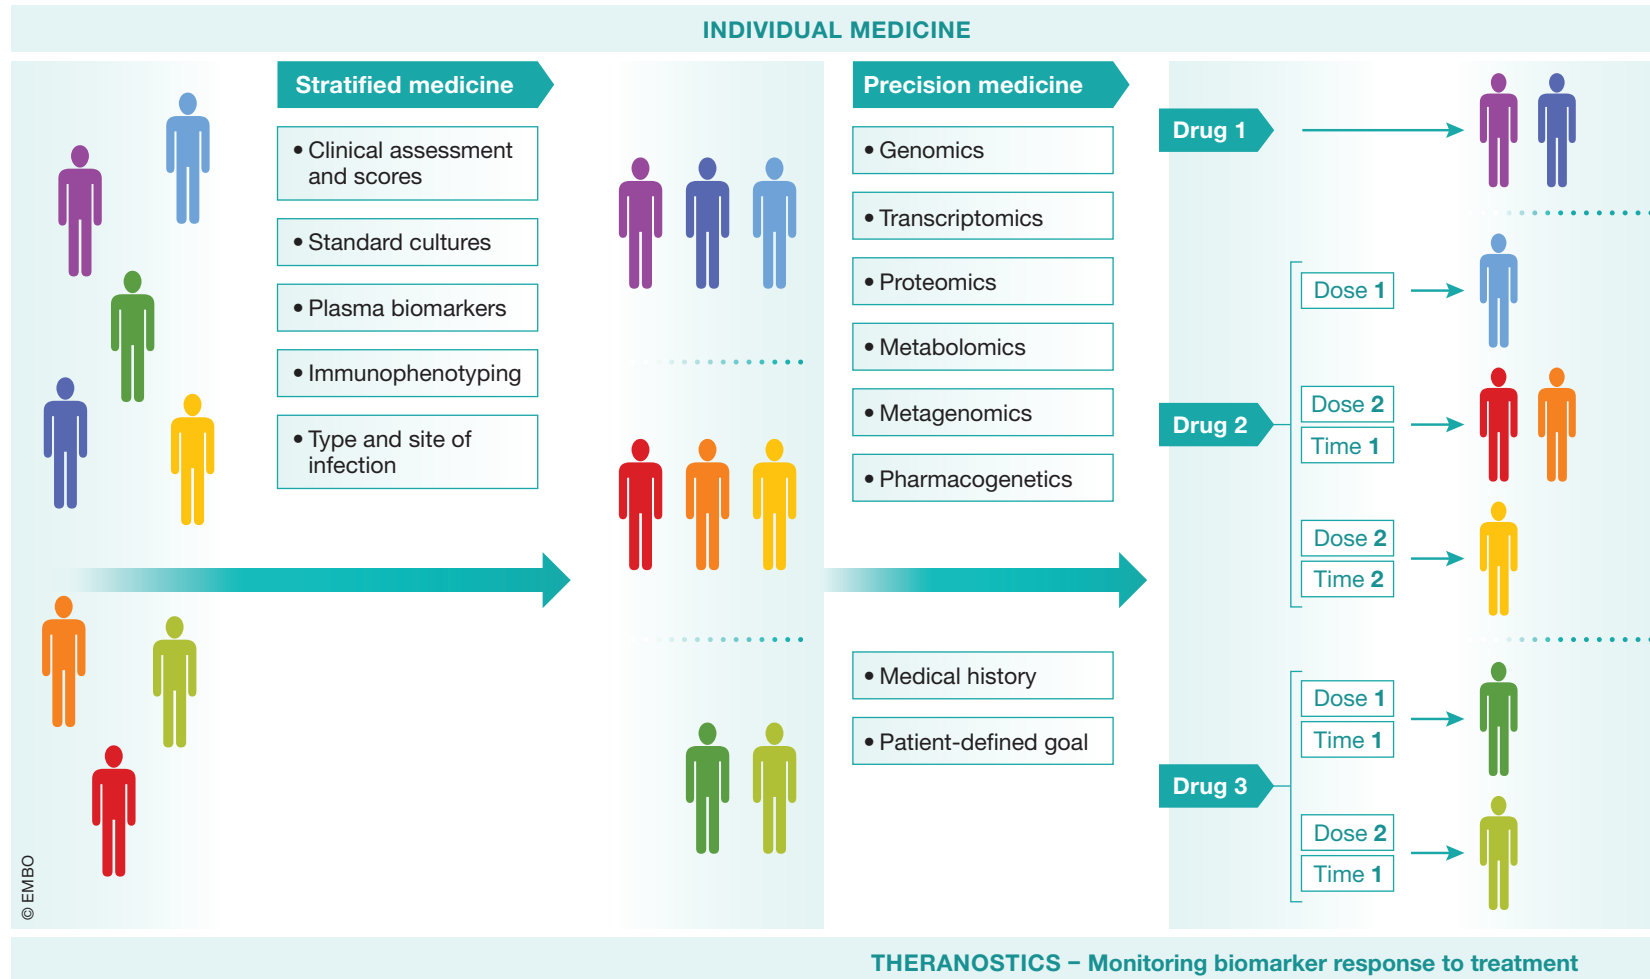 INDIVIDUAL MEDICINE
Stratified medicine
• Clinical assessment
and scores
• Standard cultures
• Plasma biomarkers
• Immunophenotyping
• Type and site of
infection
Precision medicine
• Genomics
• Transcriptomics
• Proteomics
• Metabolomics
• Metagenomics
• Pharmacogenetics
• Medical history
• Patient-defined goal
Drug 1
Drug 2
Dose 1
Dose 2
Time 1
Dose 2
Time 2
Drug 3
Dose 1
Time 1
Dose 2
Time 1
© EMBO
THERANOSTICS – Monitoring biomarker response to treatment